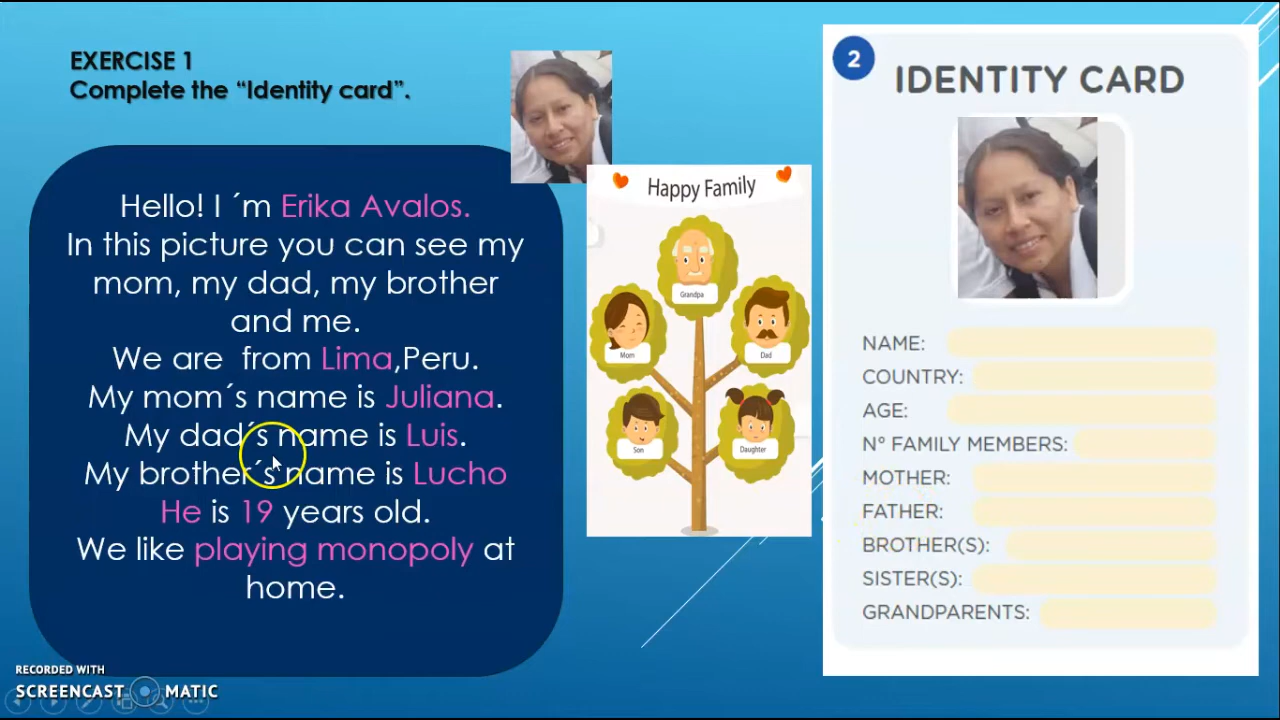 EXERCISE 1
Complete the “Identity card”.
Hello! I ´m Erika Avalos.
In this picture you can see my
mom, my dad, my brother
and me.
We are from Lima,Peru.
My mom´s name is Juliana.
My dad´s name is Luis.
My brother´s name is Lucho
He is 19 years old.
We like playing monopoly at
home.
Happy Family
Grandpa
Mom
Dad
Son
Daughter
2
IDENTITY CARD
NAME:
COUNTRY:
AGE:
N° FAMILY MEMBERS:
MOTHER:
FATHER:
BROTHER(S):
SISTER(S):
GRANDPARENTS:
RECORDED WITH
SCREENCAST MATIC